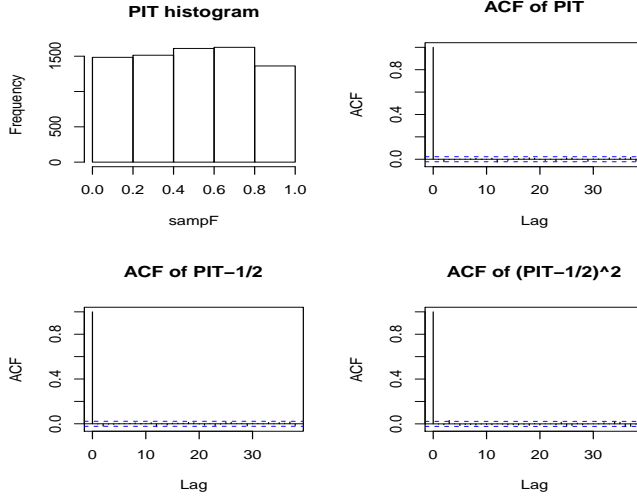 PIT histogram
Frequency
0 500 1500
0.0 0.2 0.4 0.6 0.8 1.0
sampF
ACF of PIT
ACF
0.0 0.4 0.8
0 10 20 30
Lag
ACF of PIT−1/2
ACF
0.0 0.4 0.8
0 10 20 30
Lag
ACF of (PIT−1/2)^2
ACF
0.0 0.4 0.8
0 10 20 30
Lag